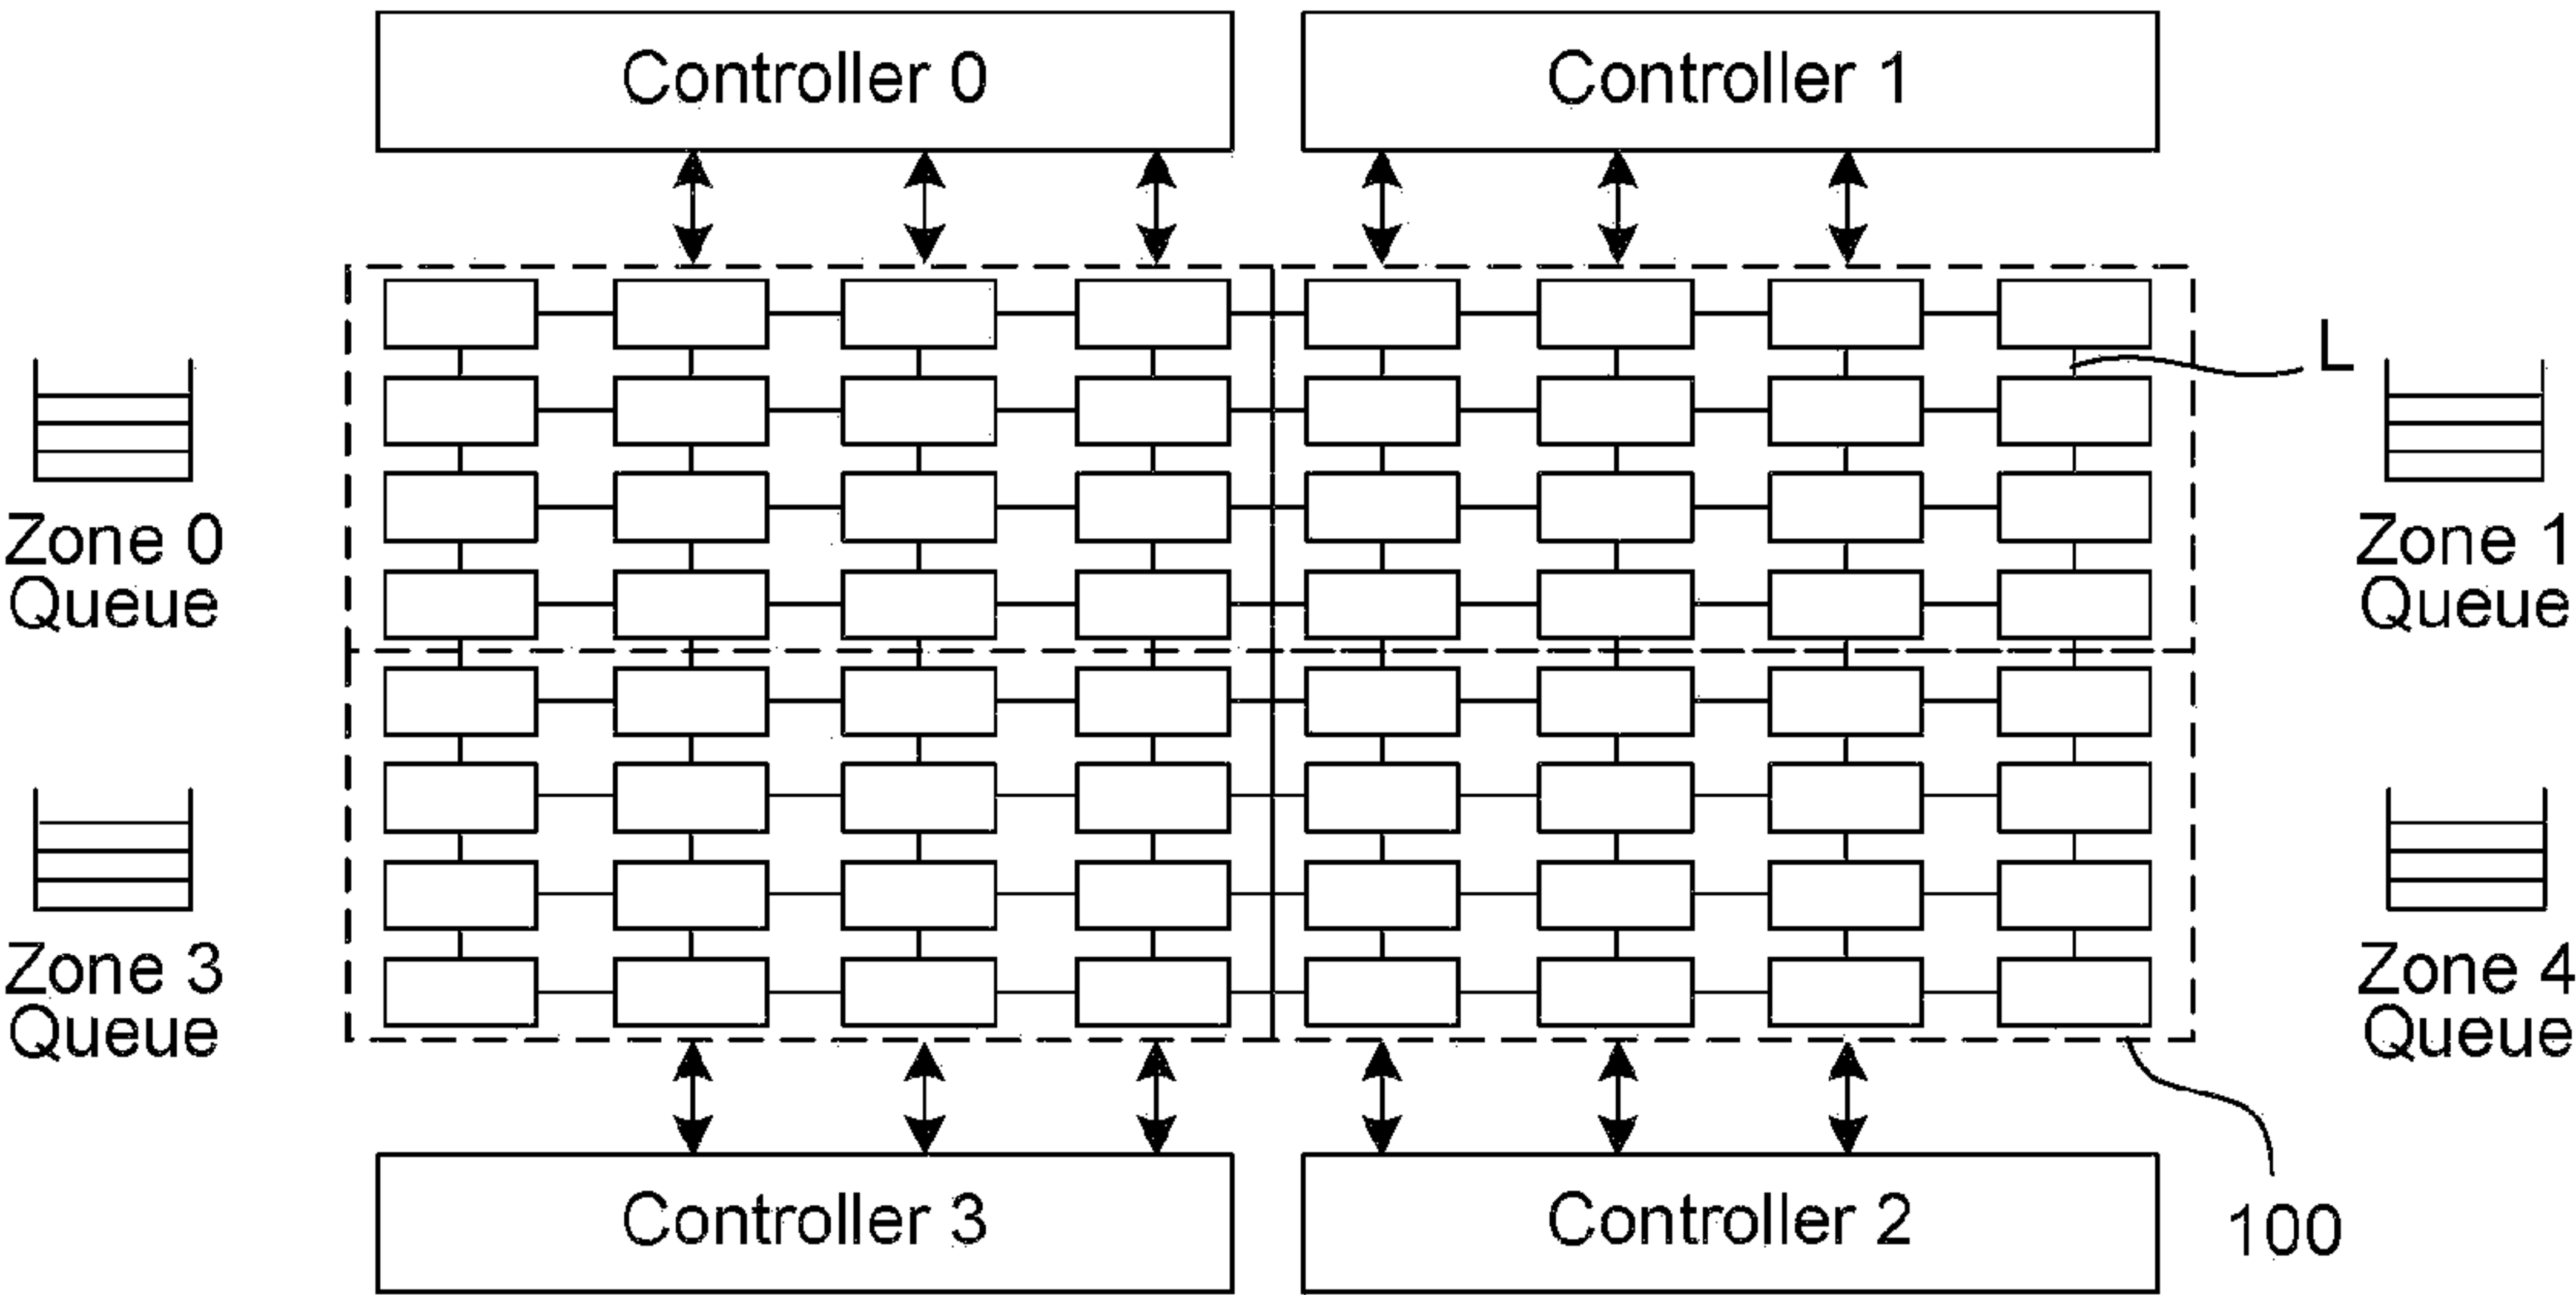 Controller 0
Controller 1
L
Zone 0
Queue
Zone 1
Queue
Zone 3
Queue
Zone 4
Queue
Controller 3
Controller 2
100